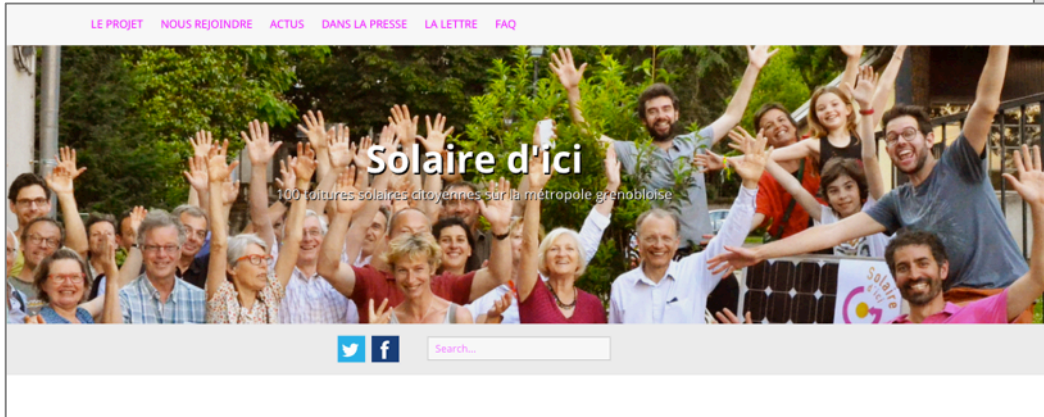 LE PROJET NOUS REJOINDRE ACTUS DANS LA PRESSE LA LETTRE FAQ
Solaire d'ici
100 toitures solaires citoyennes sur la métropole grenobloise
Solaire
d'ici
f
Search...